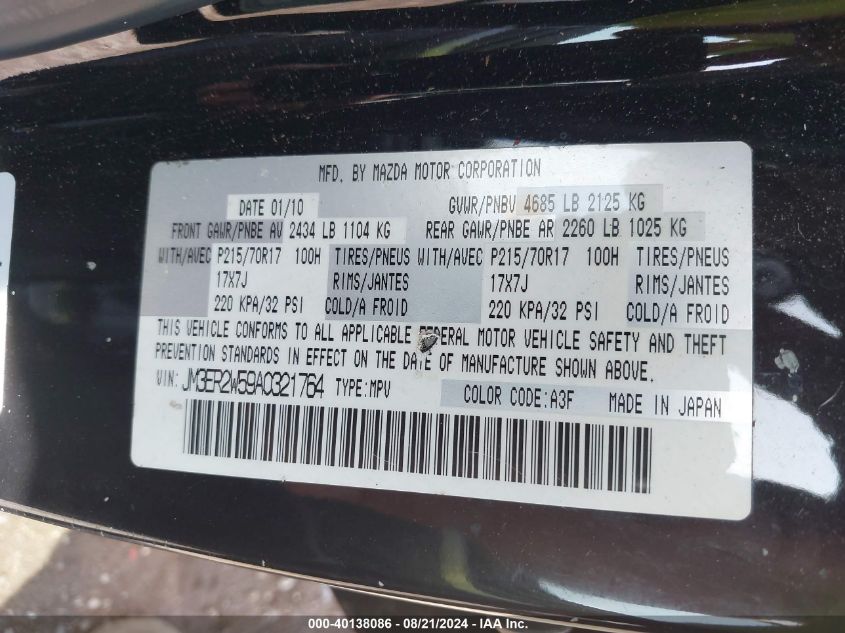 MFD. BY MAZDA MOTOR CORPORATION
DATE 01/10 GVWR/PNBV 4685 LB 2125 KG
FRONT GAWR/PNBE AV 2434 LB 1104 KG REAR GAWR/PNBE AR 2260 LB 1025 KG
WITH/AVEC P215/70R17 100H TIRES/PNEUS WITH/AVEC P215/70R17 100H TIRES/PNEUS
17X7J RIMS/JANTES 17X7J RIMS/JANTES
220 KPA/32 PSI COLD/A FROID 220 KPA/32 PSI COLD/A FROID
THIS VEHICLE CONFORMS TO ALL APPLICABLE FEDERAL MOTOR VEHICLE SAFETY AND THEFT
PREVENTION STANDARDS IN EFFECT ON THE DATE OF MANUFACTURE SHOWN ABOVE.
VIN: JM3ER2W59A0321764 TYPE:MPV COLOR CODE:A3F MADE IN JAPAN
000-40138086 - 08/21/2024 - IAAI.COM